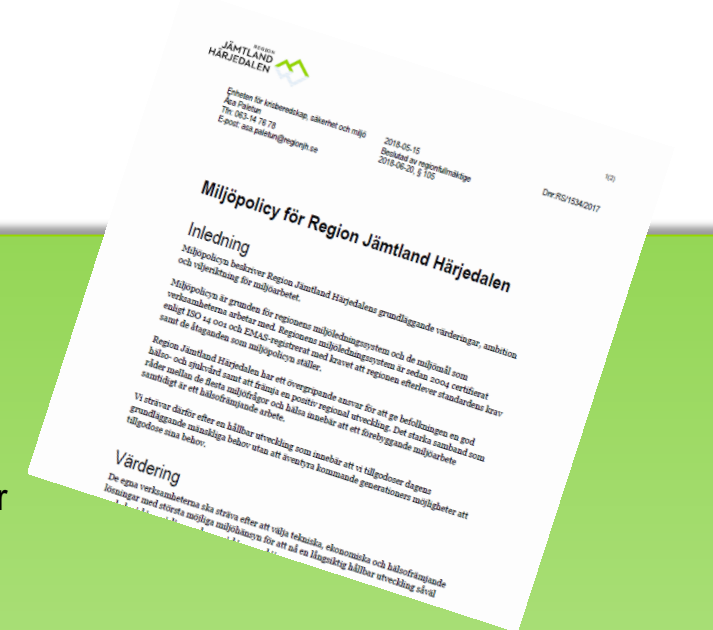 REGION
JÄMTLAND
HÄRJEDALEN
Enheten för krisberedskap, säkerhet och miljö
Åsa Paletun
Tfn: 063-14 76 78
E-post: asa.paletun@regionjh.se
2018-05-15
Beslutad av regionfullmäktige
2018-06-20, § 105
1(2)
Dnr:RS/1534/2017
Miljöpolicy för Region Jämtland Härjedalen
Inledning
Miljöpolicyn beskriver Region Jämtland Härjedalens grundläggande värderingar, ambition
och viljeriktning för miljöarbetet.
Miljöpolicyn är grunden för regionens miljöledningssystem och de miljömål som
verksamheterna arbetar med. Regionens miljöledningssystem är sedan 2004 certifierat
enligt ISO 14 001 och EMAS-registrerat med kravet att regionen efterlever standardens krav
samt de åtaganden som miljöpolicyn ställer.
Region Jämtland Härjedalen har ett övergripande ansvar för att ge befolkningen en god
hälso- och sjukvård samt att främja en positiv regional utveckling. Det starka samband som
råder mellan de flesta miljöfrågor och hälsa innebär att ett förebyggande miljöarbete
samtidigt är ett hälsofrämjande arbete.
Vi strävar därför efter en hållbar utveckling som innebär att vi tillgodoser dagens
grundläggande mänskliga behov utan att äventyra kommande generationers möjligheter att
tillgodose sina behov.
Värdering
De egna verksamheterna ska sträva efter att välja tekniska, ekonomiska och hälsofrämjande
lösningar med största möjliga miljöhänsyn för att nå en långsiktig hållbar utveckling såväl
r